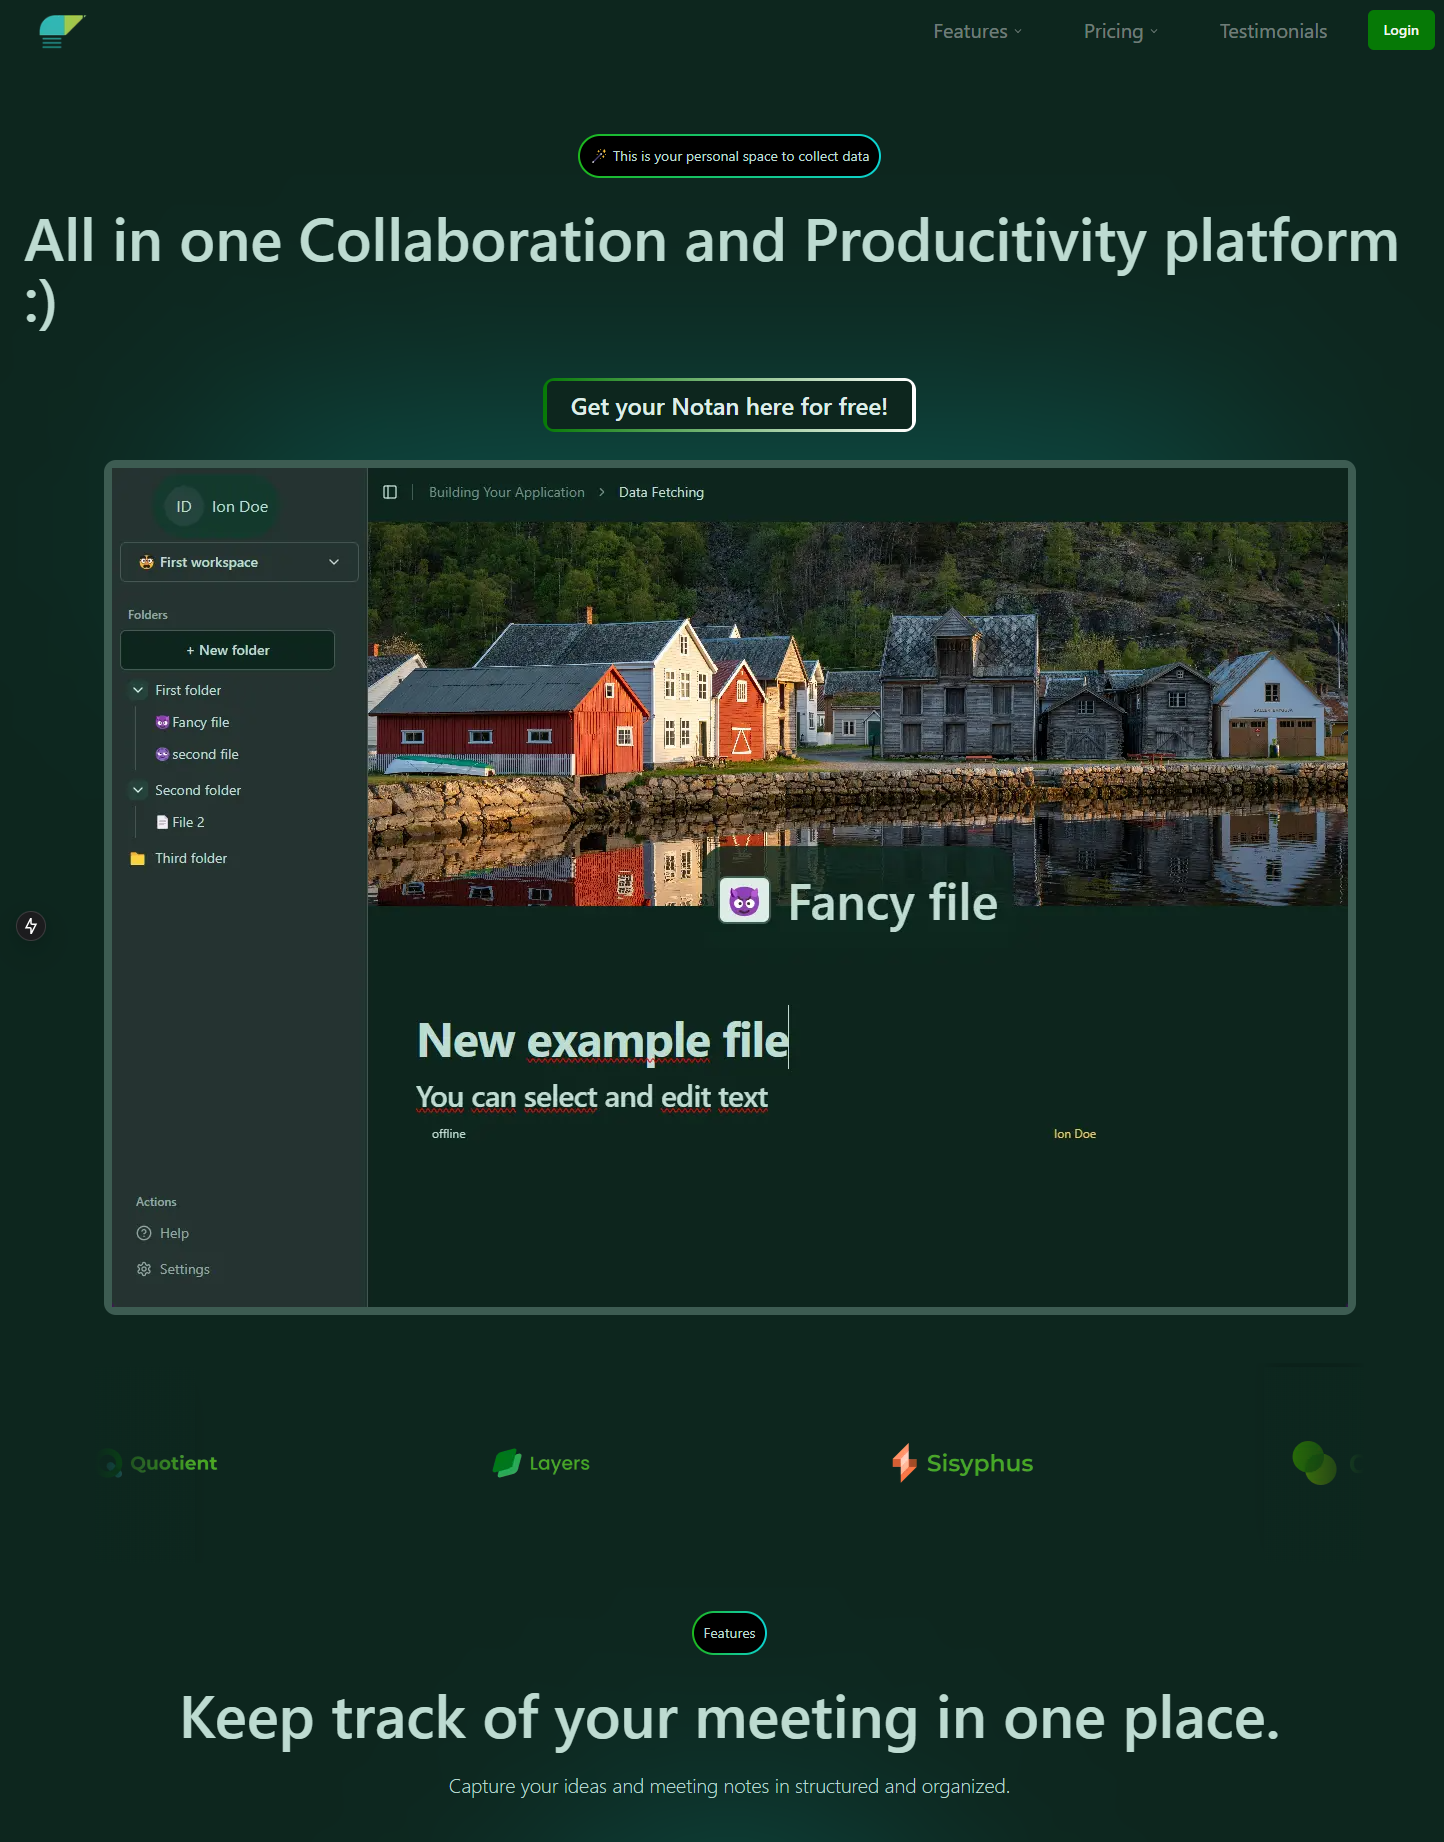 Features
Pricing
Testimonials
Login
🪄 This is your personal space to collect data
All in one Collaboration and Producitivity platform
:)
Get your Notan here for free!
ID Ion Doe
First workspace
Folders
+ New folder
First folder
Fancy file
second file
Second folder
File 2
Third folder
Actions
Help
Settings
Building Your Application > Data Fetching
Fancy file
New example file
You can select and edit text
offline
Ion Doe
Quotient
Layers
Sisyphus
Features
Keep track of your meeting in one place.
Capture your ideas and meeting notes in structured and organized.